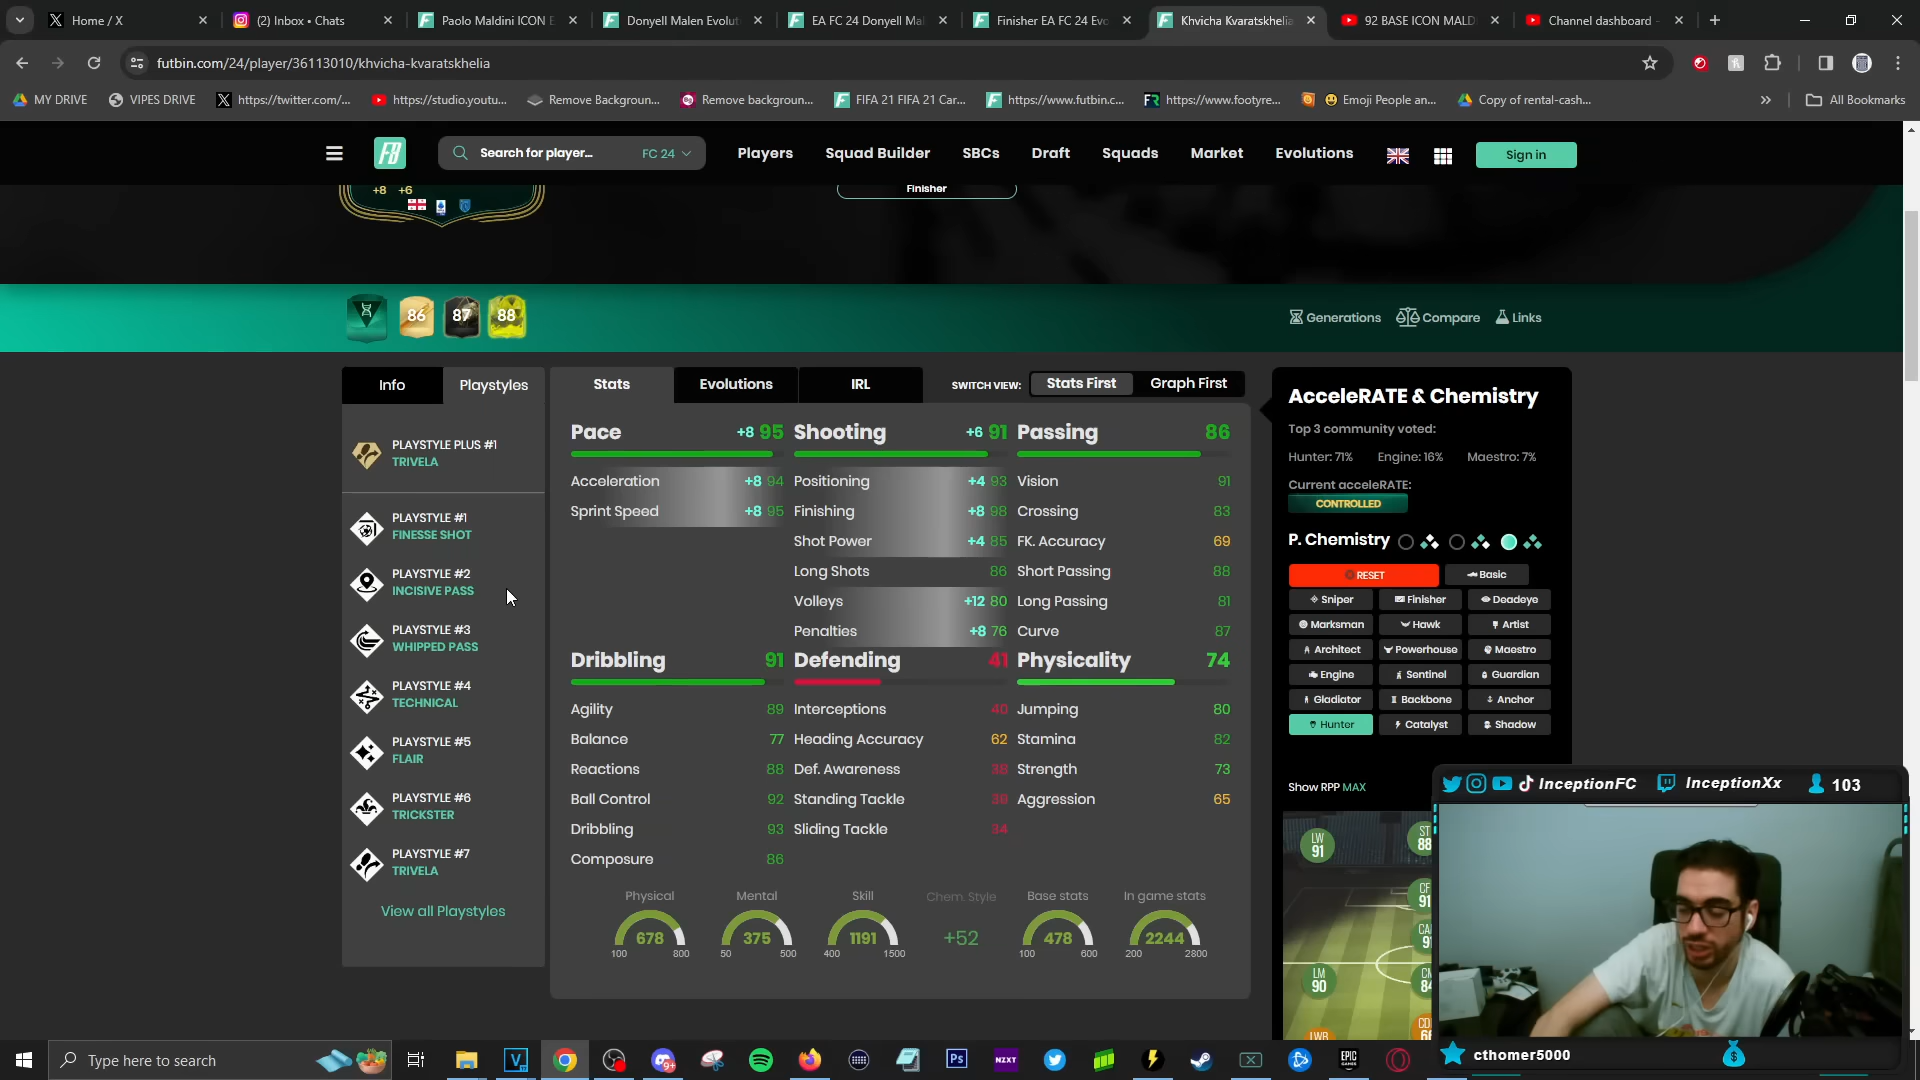 Home / X
(2) Inbox • Chats
Paolo Maldini ICON E
Donyell Malen Evolut
EA FC 24 Donyell Ma
Finisher EA FC 24 Evo
Khvicha Kvaratskhelia
92 BASE ICON MALD
Channel dashboard -
futbin.com/24/player/36113010/khvicha-kvaratskhelia
MY DRIVE
VIPES DRIVE
https://twitter.com/...
https://studio.youtu...
Remove Backgroun...
Remove backgroun...
FIFA 21 FIFA 21 Car...
https://www.futbin.c...
https://www.footyre...
Emoji People an...
Copy of rental-cash...
All Bookmarks
FB
Search for player...
FC 24
Players
Squad Builder
SBCs
Draft
Squads
Market
Evolutions
Sign in
+8 +6
Finisher
86
87
88
Generations
Compare
Links
Info
Playstyles
PLAYSTYLE PLUS #1
TRIVELA
PLAYSTYLE #1
FINESSE SHOT
PLAYSTYLE #2
INCISIVE PASS
PLAYSTYLE #3
WHIPPED PASS
PLAYSTYLE #4
TECHNICAL
PLAYSTYLE #5
FLAIR
PLAYSTYLE #6
TRICKSTER
PLAYSTYLE #7
TRIVELA
View all Playstyles
Stats
Evolutions
IRL
SWITCH VIEW:
Stats First
Graph First
Pace +8 95
Acceleration +8 94
Sprint Speed +8 95
Shooting +6 91
Positioning +4 93
Finishing +8 98
Shot Power +4 85
Long Shots 86
Volleys +12 80
Penalties +8 76
Passing 86
Vision 91
Crossing 83
FK. Accuracy 69
Short Passing 88
Long Passing 81
Curve 87
Dribbling 91
Agility 89
Balance 77
Reactions 88
Ball Control 92
Dribbling 93
Composure 86
Defending 41
Interceptions 40
Heading Accuracy 62
Def. Awareness 38
Standing Tackle 39
Sliding Tackle 34
Physicality 74
Jumping 80
Stamina 82
Strength 73
Aggression 65
Physical
678
100 800
Mental
375
50 500
Skill
1191
400 1500
Chem. Style
+52
Base stats
478
100 600
In game stats
2244
200 2800
AcceleRATE & Chemistry
Top 3 community voted:
Hunter: 71% Engine: 16% Maestro: 7%
Current acceleRATE:
CONTROLLED
P. Chemistry
RESET
Basic
Sniper
Finisher
Deadeye
Marksman
Hawk
Artist
Architect
Powerhouse
Maestro
Engine
Sentinel
Guardian
Gladiator
Backbone
Anchor
Hunter
Catalyst
Shadow
Show RPP MAX
LW
91
ST
88
CF
91
LM
90
InceptionFC
InceptionXx
103
cthomer5000
Type here to search
9+
Ps
NZXT
EPIC
GAMES